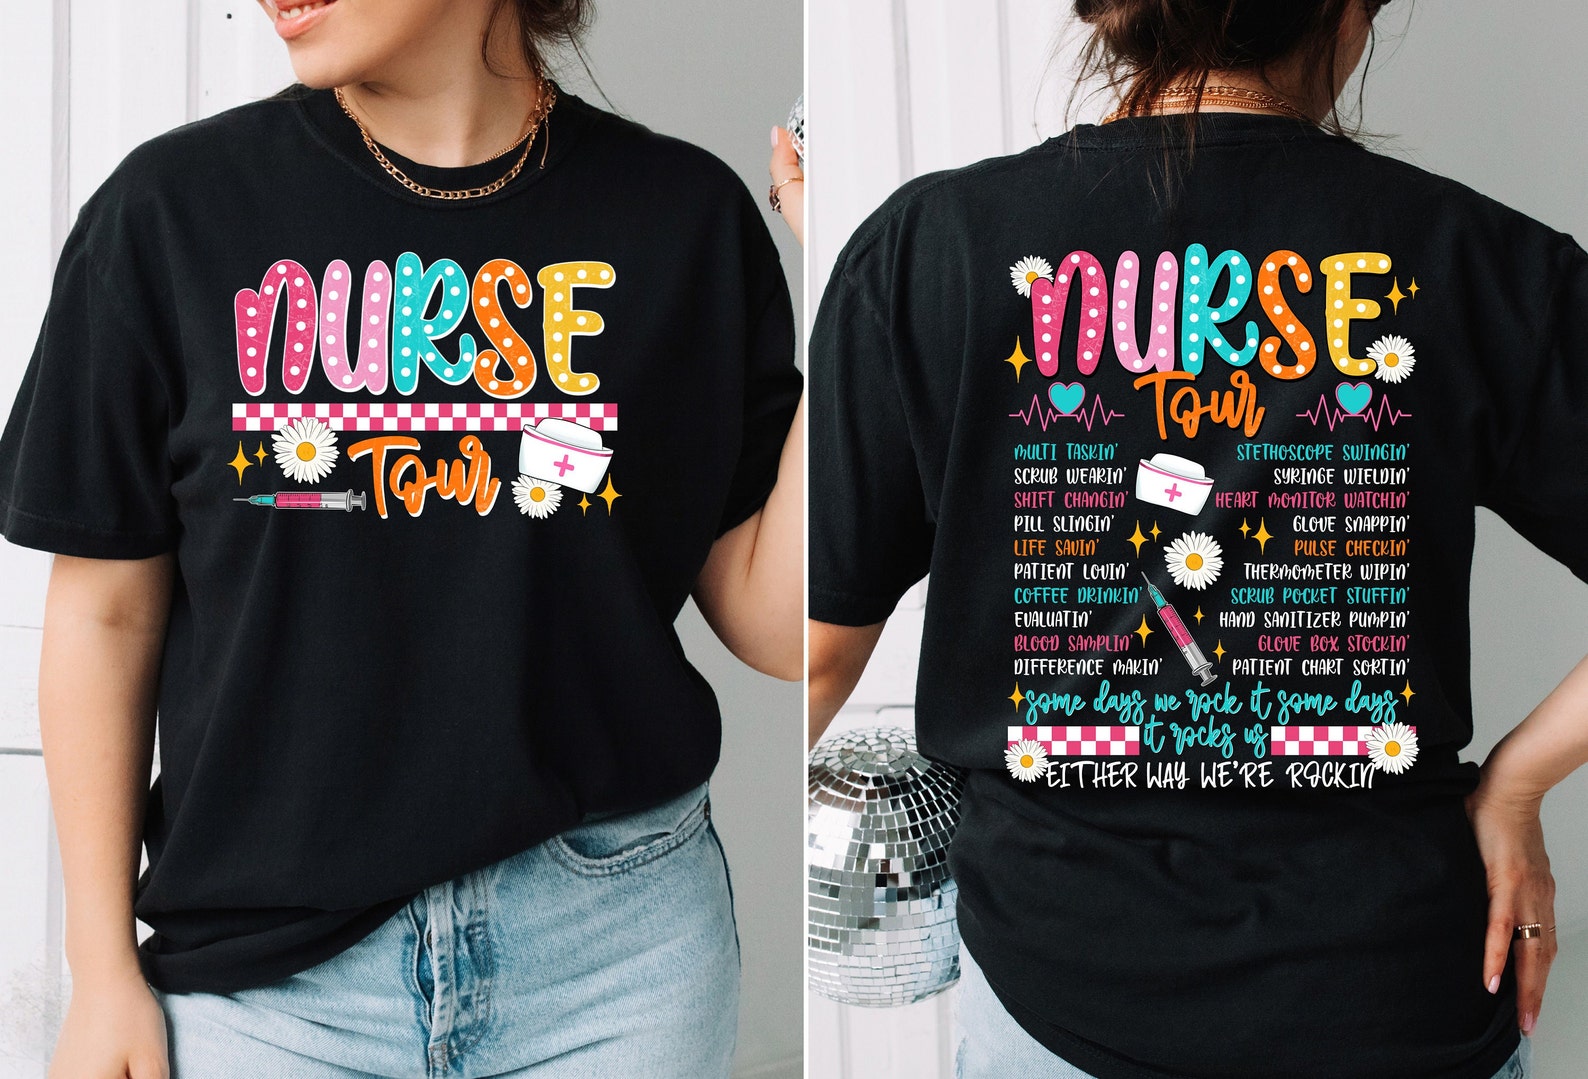 NURSE
Tour
NURSE
Tour
MULTI TASKIN'
SCRUB WEARIN'
SHIFT CHANGIN'
PILL SLINGIN'
LIFE SAVIN'
PATIENT LOVIN'
COFFEE DRINKIN'
EVALUATIN'
BLOOD SAMPLIN'
DIFFERENCE MAKIN'
STETHOSCOPE SWINGIN'
SYRINGE WIELDIN'
HEART MONITOR WATCHIN'
GLOVE SNAPPIN'
PULSE CHECKIN'
THERMOMETER WIPIN'
SCRUB POCKET STUFFIN'
HAND SANITIZER PUMPIN'
GLOVE BOX STOCKIN'
PATIENT CHART SORTIN'
some days we rock it some days
it rocks us
EITHER WAY WE'RE ROCKIN